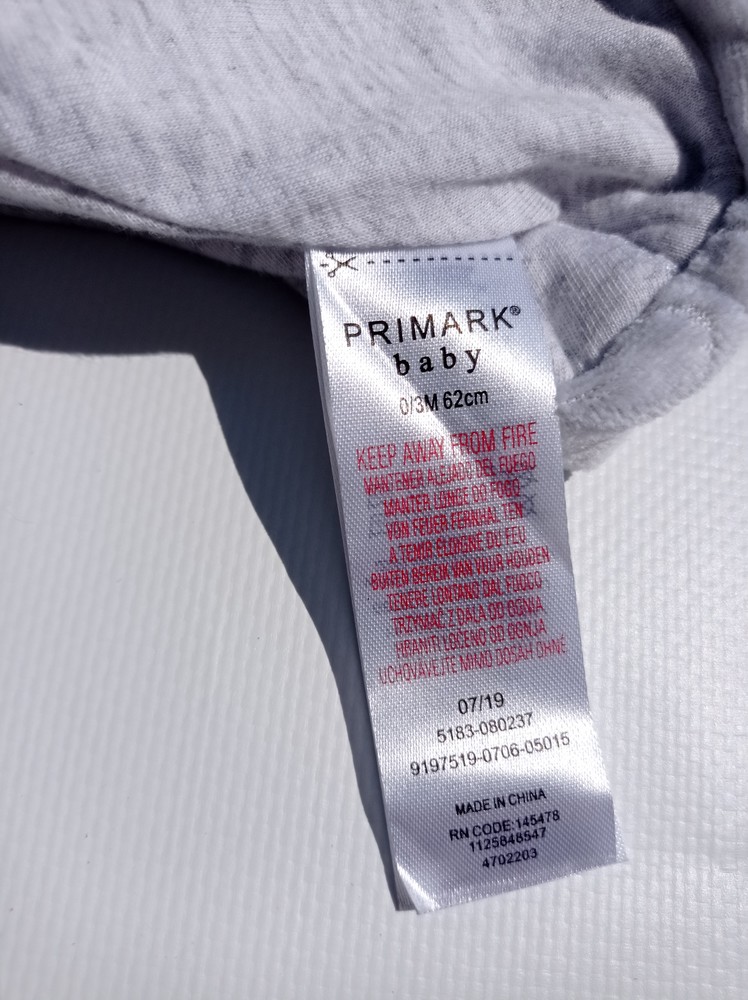 PRIMARK®
baby
0/3M 62cm
KEEP AWAY FROM FIRE
MANTENER ALEJADO DEL FUEGO
MANTER LONGE DO FOGO
VON FEUER FERNHALTEN
A TENIR ÉLOIGNÉ DU FEU
BUITEN BEREIK VAN VUUR HOUDEN
TENERE LONTANO DAL FUOCO
TRZYMAĆ Z DALA OD OGNIA
HRANITI LOČENO OD OGNJA
UCHOVÁVEJTE MIMO DOSAH OHNĚ
07/19
5183-080237
9197519-0706-05015
MADE IN CHINA
RN CODE:145478
1125848547
4702203